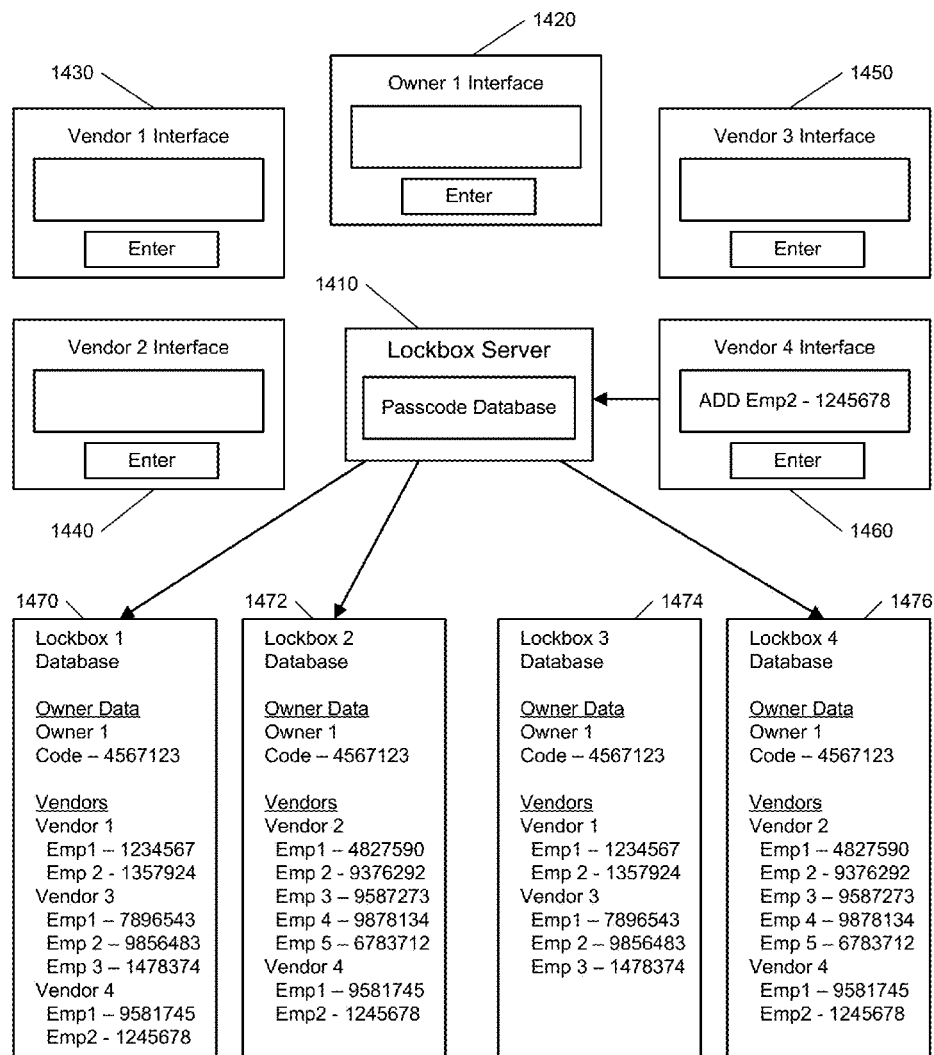 1420
1430
Owner 1 Interface
Enter
1450
Vendor 1 Interface
Enter
Vendor 3 Interface
Enter
1410
Vendor 2 Interface
Enter
1440
Lockbox Server
Passcode Database
Vendor 4 Interface
ADD Emp2 - 1245678
Enter
1460
1470
Lockbox 1
Database
Owner Data
Owner 1
Code – 4567123
Vendors
Vendor 1
Emp1 – 1234567
Emp 2 - 1357924
Vendor 3
Emp1 – 7896543
Emp 2 – 9856483
Emp 3 – 1478374
Vendor 4
Emp1 – 9581745
Emp2 - 1245678
1472
Lockbox 2
Database
Owner Data
Owner 1
Code – 4567123
Vendors
Vendor 2
Emp1 – 4827590
Emp 2 - 9376292
Emp 3 – 9587273
Emp 4 – 9878134
Emp 5 – 6783712
Vendor 4
Emp1 – 9581745
Emp2 - 1245678
1474
Lockbox 3
Database
Owner Data
Owner 1
Code – 4567123
Vendors
Vendor 1
Emp1 – 1234567
Emp 2 - 1357924
Vendor 3
Emp1 – 7896543
Emp 2 – 9856483
Emp 3 – 1478374
1476
Lockbox 4
Database
Owner Data
Owner 1
Code – 4567123
Vendors
Vendor 2
Emp1 – 4827590
Emp 2 - 9376292
Emp 3 – 9587273
Emp 4 – 9878134
Emp 5 – 6783712
Vendor 4
Emp1 – 9581745
Emp2 - 1245678